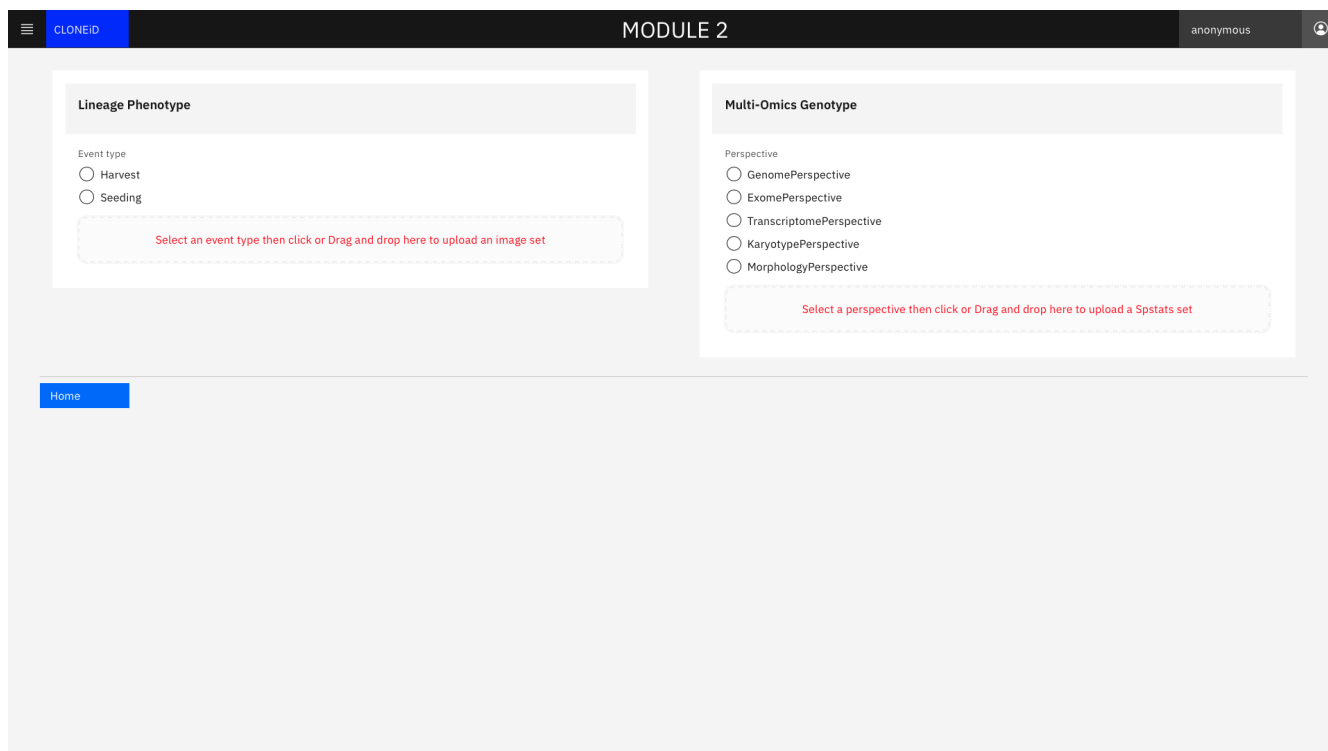 CLONEiD
MODULE 2
anonymous
Lineage Phenotype
Event type
Harvest
Seeding
Select an event type then click or Drag and drop here to upload an image set
Multi-Omics Genotype
Perspective
GenomePerspective
ExomePerspective
TranscriptomePerspective
KaryotypePerspective
MorphologyPerspective
Select a perspective then click or Drag and drop here to upload a Spstats set
Home